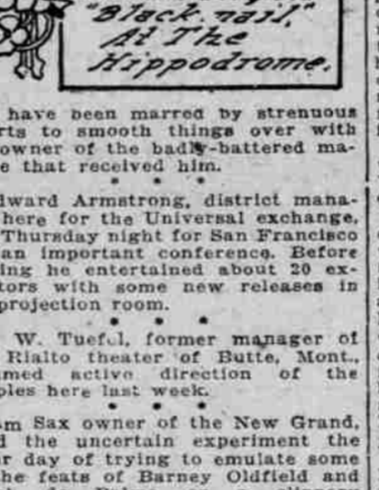 "Black nail,"
At The
Hippodrome.
have been marred by strenuous
rts to smooth things over with
owner of the badly-battered ma-
e that received him.
* * *
dward Armstrong, district mana-
here for the Universal exchange,
Thursday night for San Francisco
an important conference. Before
ing he entertained about 20 ex-
tors with some new releases in
projection room.
* * *
W. Tuefel, former manager of
Rialto theater of Butte, Mont.,
med active direction of the
ples here last week.
* * *
m Sax owner of the New Grand,
d the uncertain experiment the
r day of trying to emulate some
he feats of Barney Oldfield and